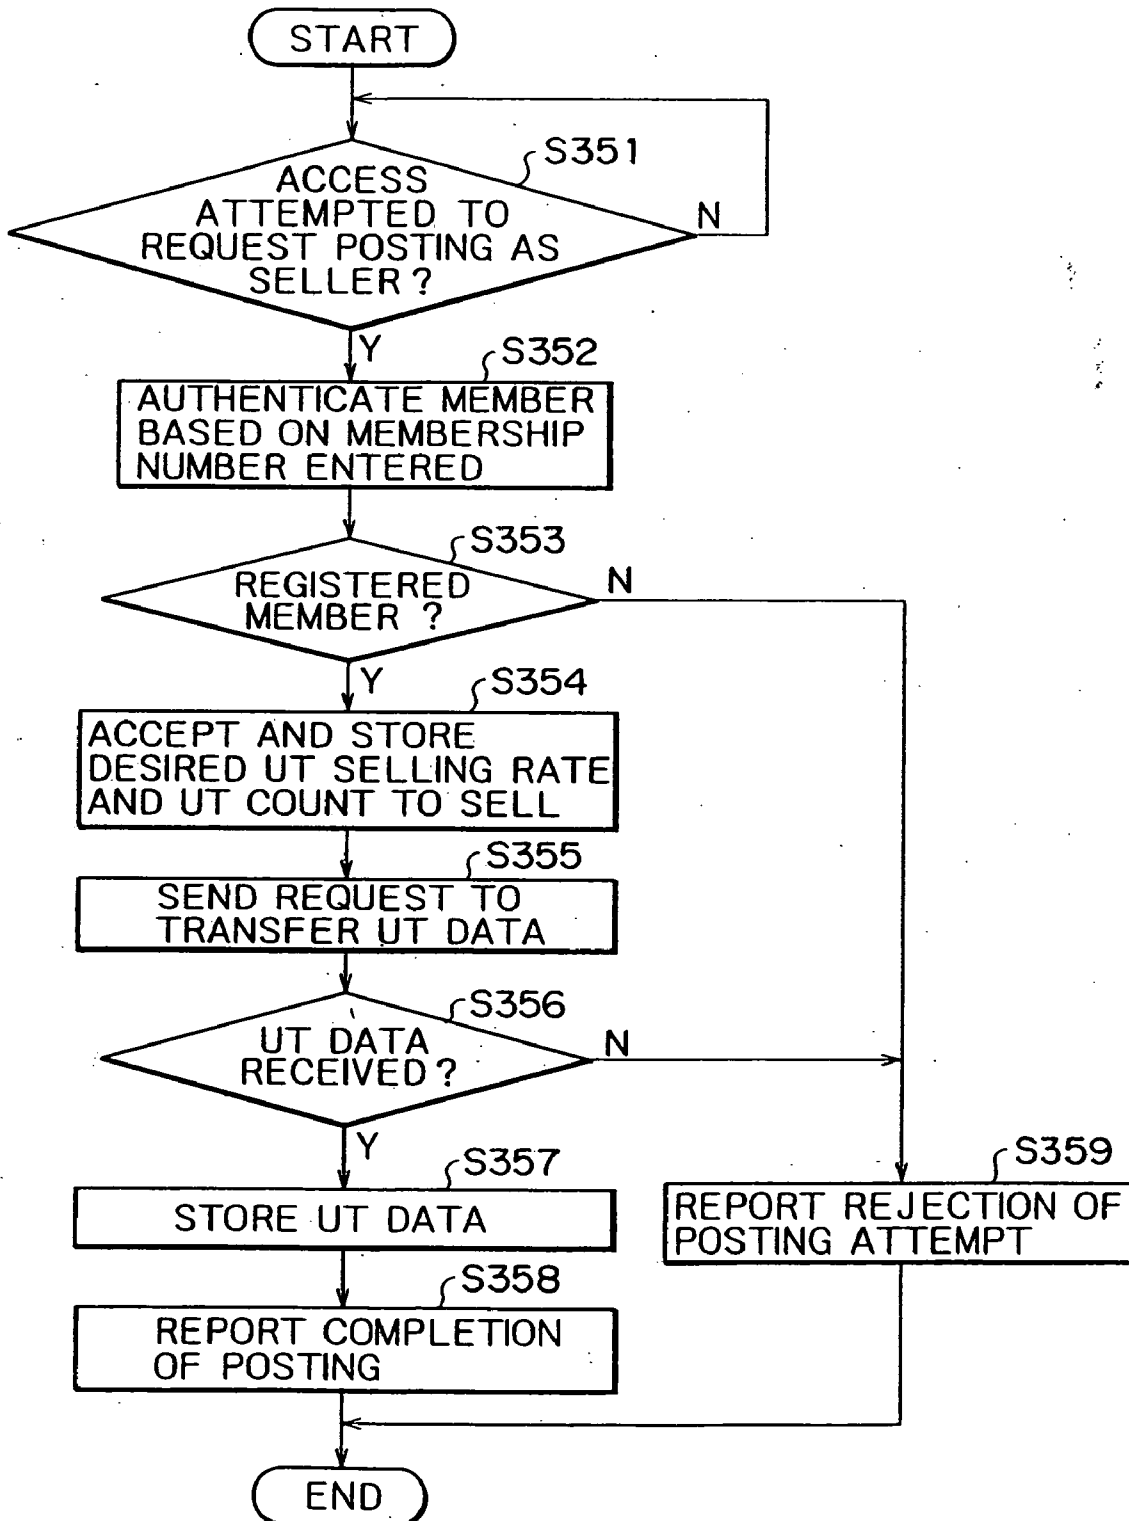 START
S351
ACCESS
ATTEMPTED TO
REQUEST POSTING AS
SELLER ?
N
Y
S352
AUTHENTICATE MEMBER
BASED ON MEMBERSHIP
NUMBER ENTERED
S353
REGISTERED
MEMBER ?
N
Y
S354
ACCEPT AND STORE
DESIRED UT SELLING RATE
AND UT COUNT TO SELL
S355
SEND REQUEST TO
TRANSFER UT DATA
S356
UT DATA
RECEIVED ?
N
Y
S357
STORE UT DATA
S359
REPORT REJECTION OF
POSTING ATTEMPT
S358
REPORT COMPLETION
OF POSTING
END